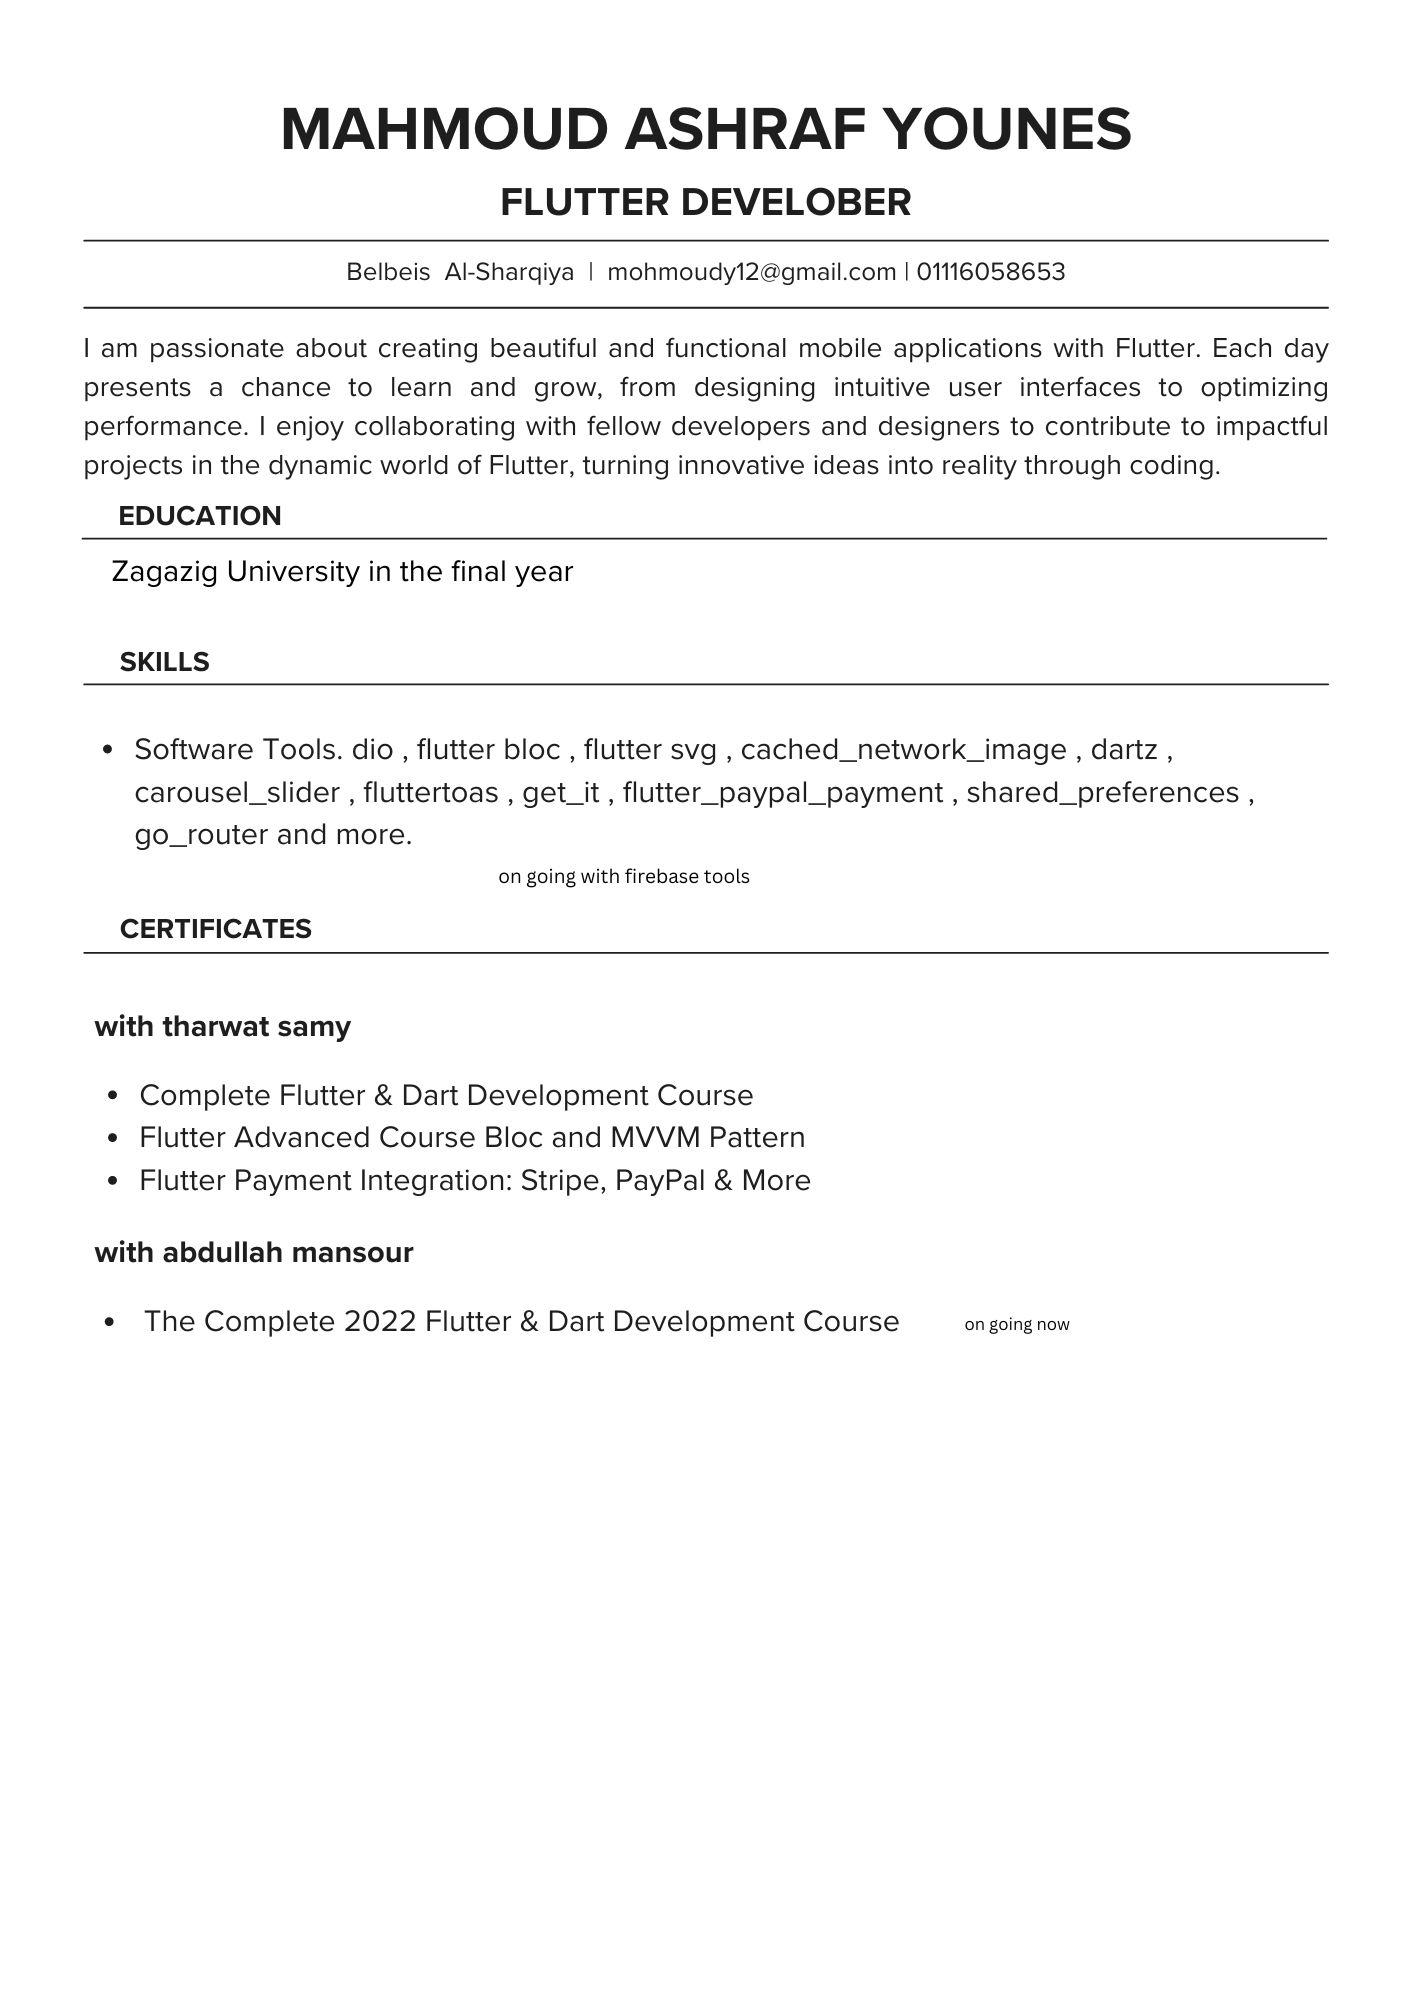 MAHMOUD ASHRAF YOUNES
FLUTTER DEVELOBER
Belbeis Al-Sharqiya | mohmoudy12@gmail.com | 01116058653
I am passionate about creating beautiful and functional mobile applications with Flutter. Each day
presents a chance to learn and grow, from designing intuitive user interfaces to optimizing
performance. I enjoy collaborating with fellow developers and designers to contribute to impactful
projects in the dynamic world of Flutter, turning innovative ideas into reality through coding.
EDUCATION
Zagazig University in the final year
SKILLS
• Software Tools. dio , flutter bloc , flutter svg , cached_network_image , dartz ,
carousel_slider , fluttertoas , get_it , flutter_paypal_payment , shared_preferences ,
go_router and more.
on going with firebase tools
CERTIFICATES
with tharwat samy
• Complete Flutter & Dart Development Course
• Flutter Advanced Course Bloc and MVVM Pattern
• Flutter Payment Integration: Stripe, PayPal & More
with abdullah mansour
• The Complete 2022 Flutter & Dart Development Course on going now